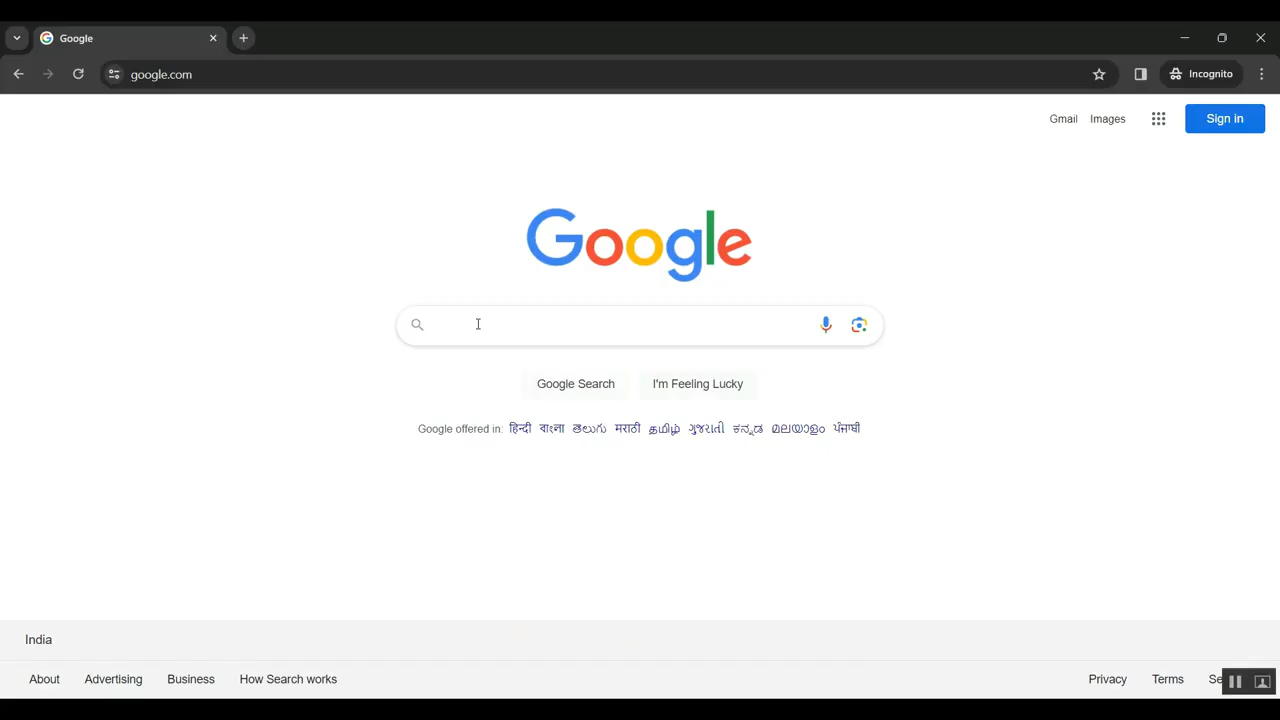 Google
google.com
Incognito
Gmail Images Sign in
Google
Google Search I'm Feeling Lucky
Google offered in: हिन्दी বাংলা తెలుగు मराठी தமிழ் ગુજરાતી ಕನ್ನಡ മലയാളം ਪੰਜਾਬੀ
India
About Advertising Business How Search works Privacy Terms Se